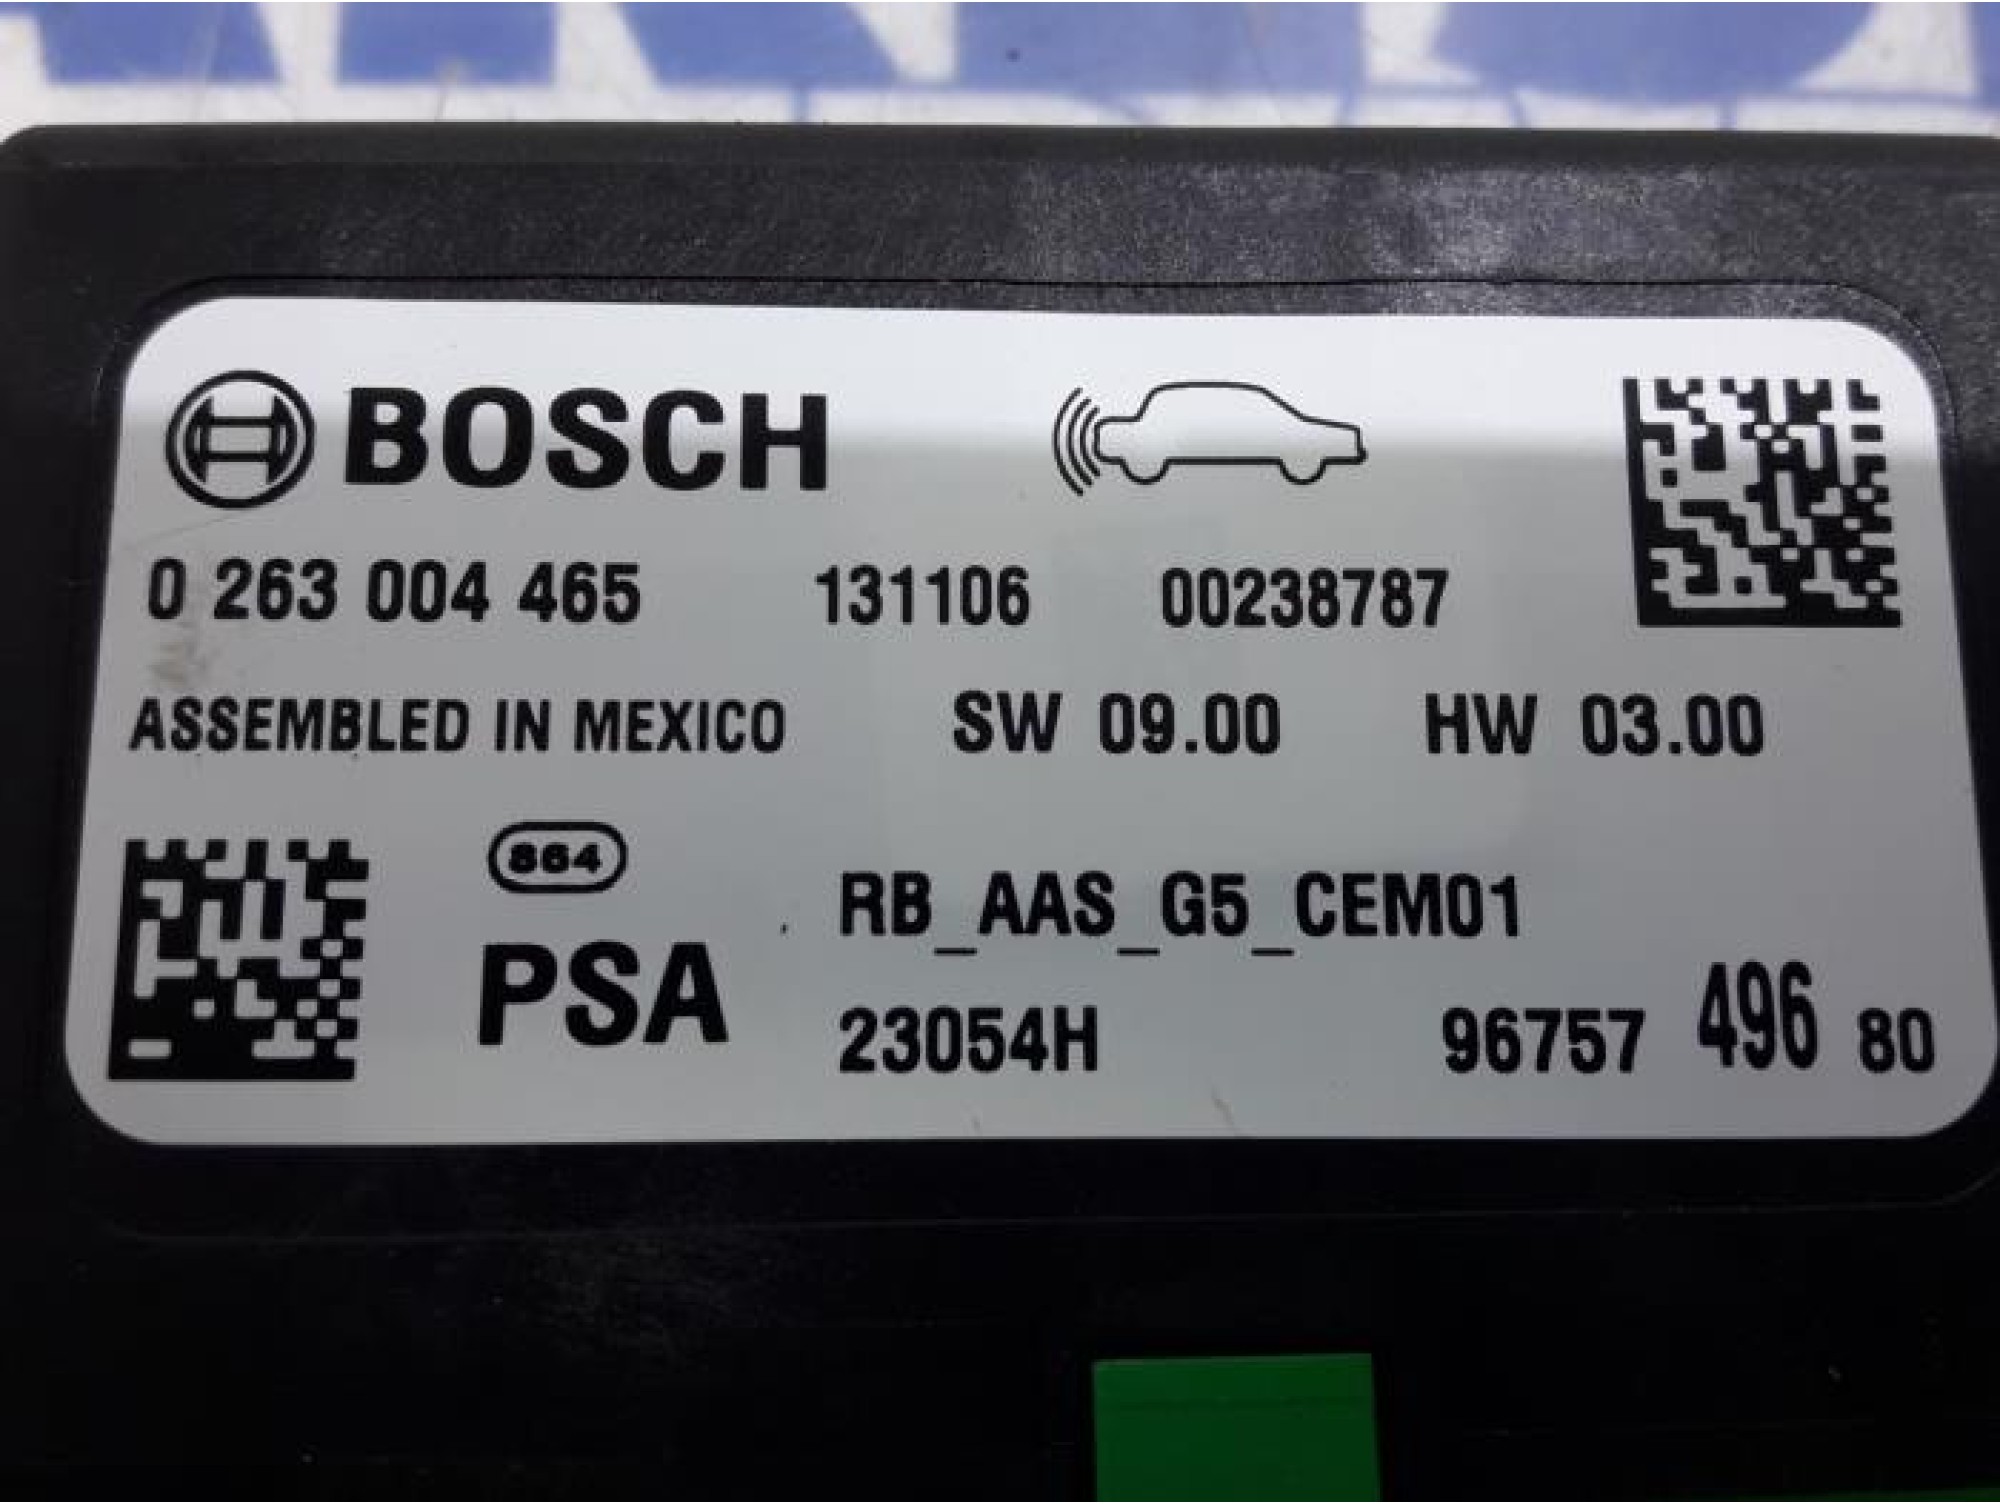 BOSCH
0 263 004 465 131106 00238787
ASSEMBLED IN MEXICO SW 09.00 HW 03.00
864
RB_AAS_G5_CEM01
PSA
23054H 96757 496 80